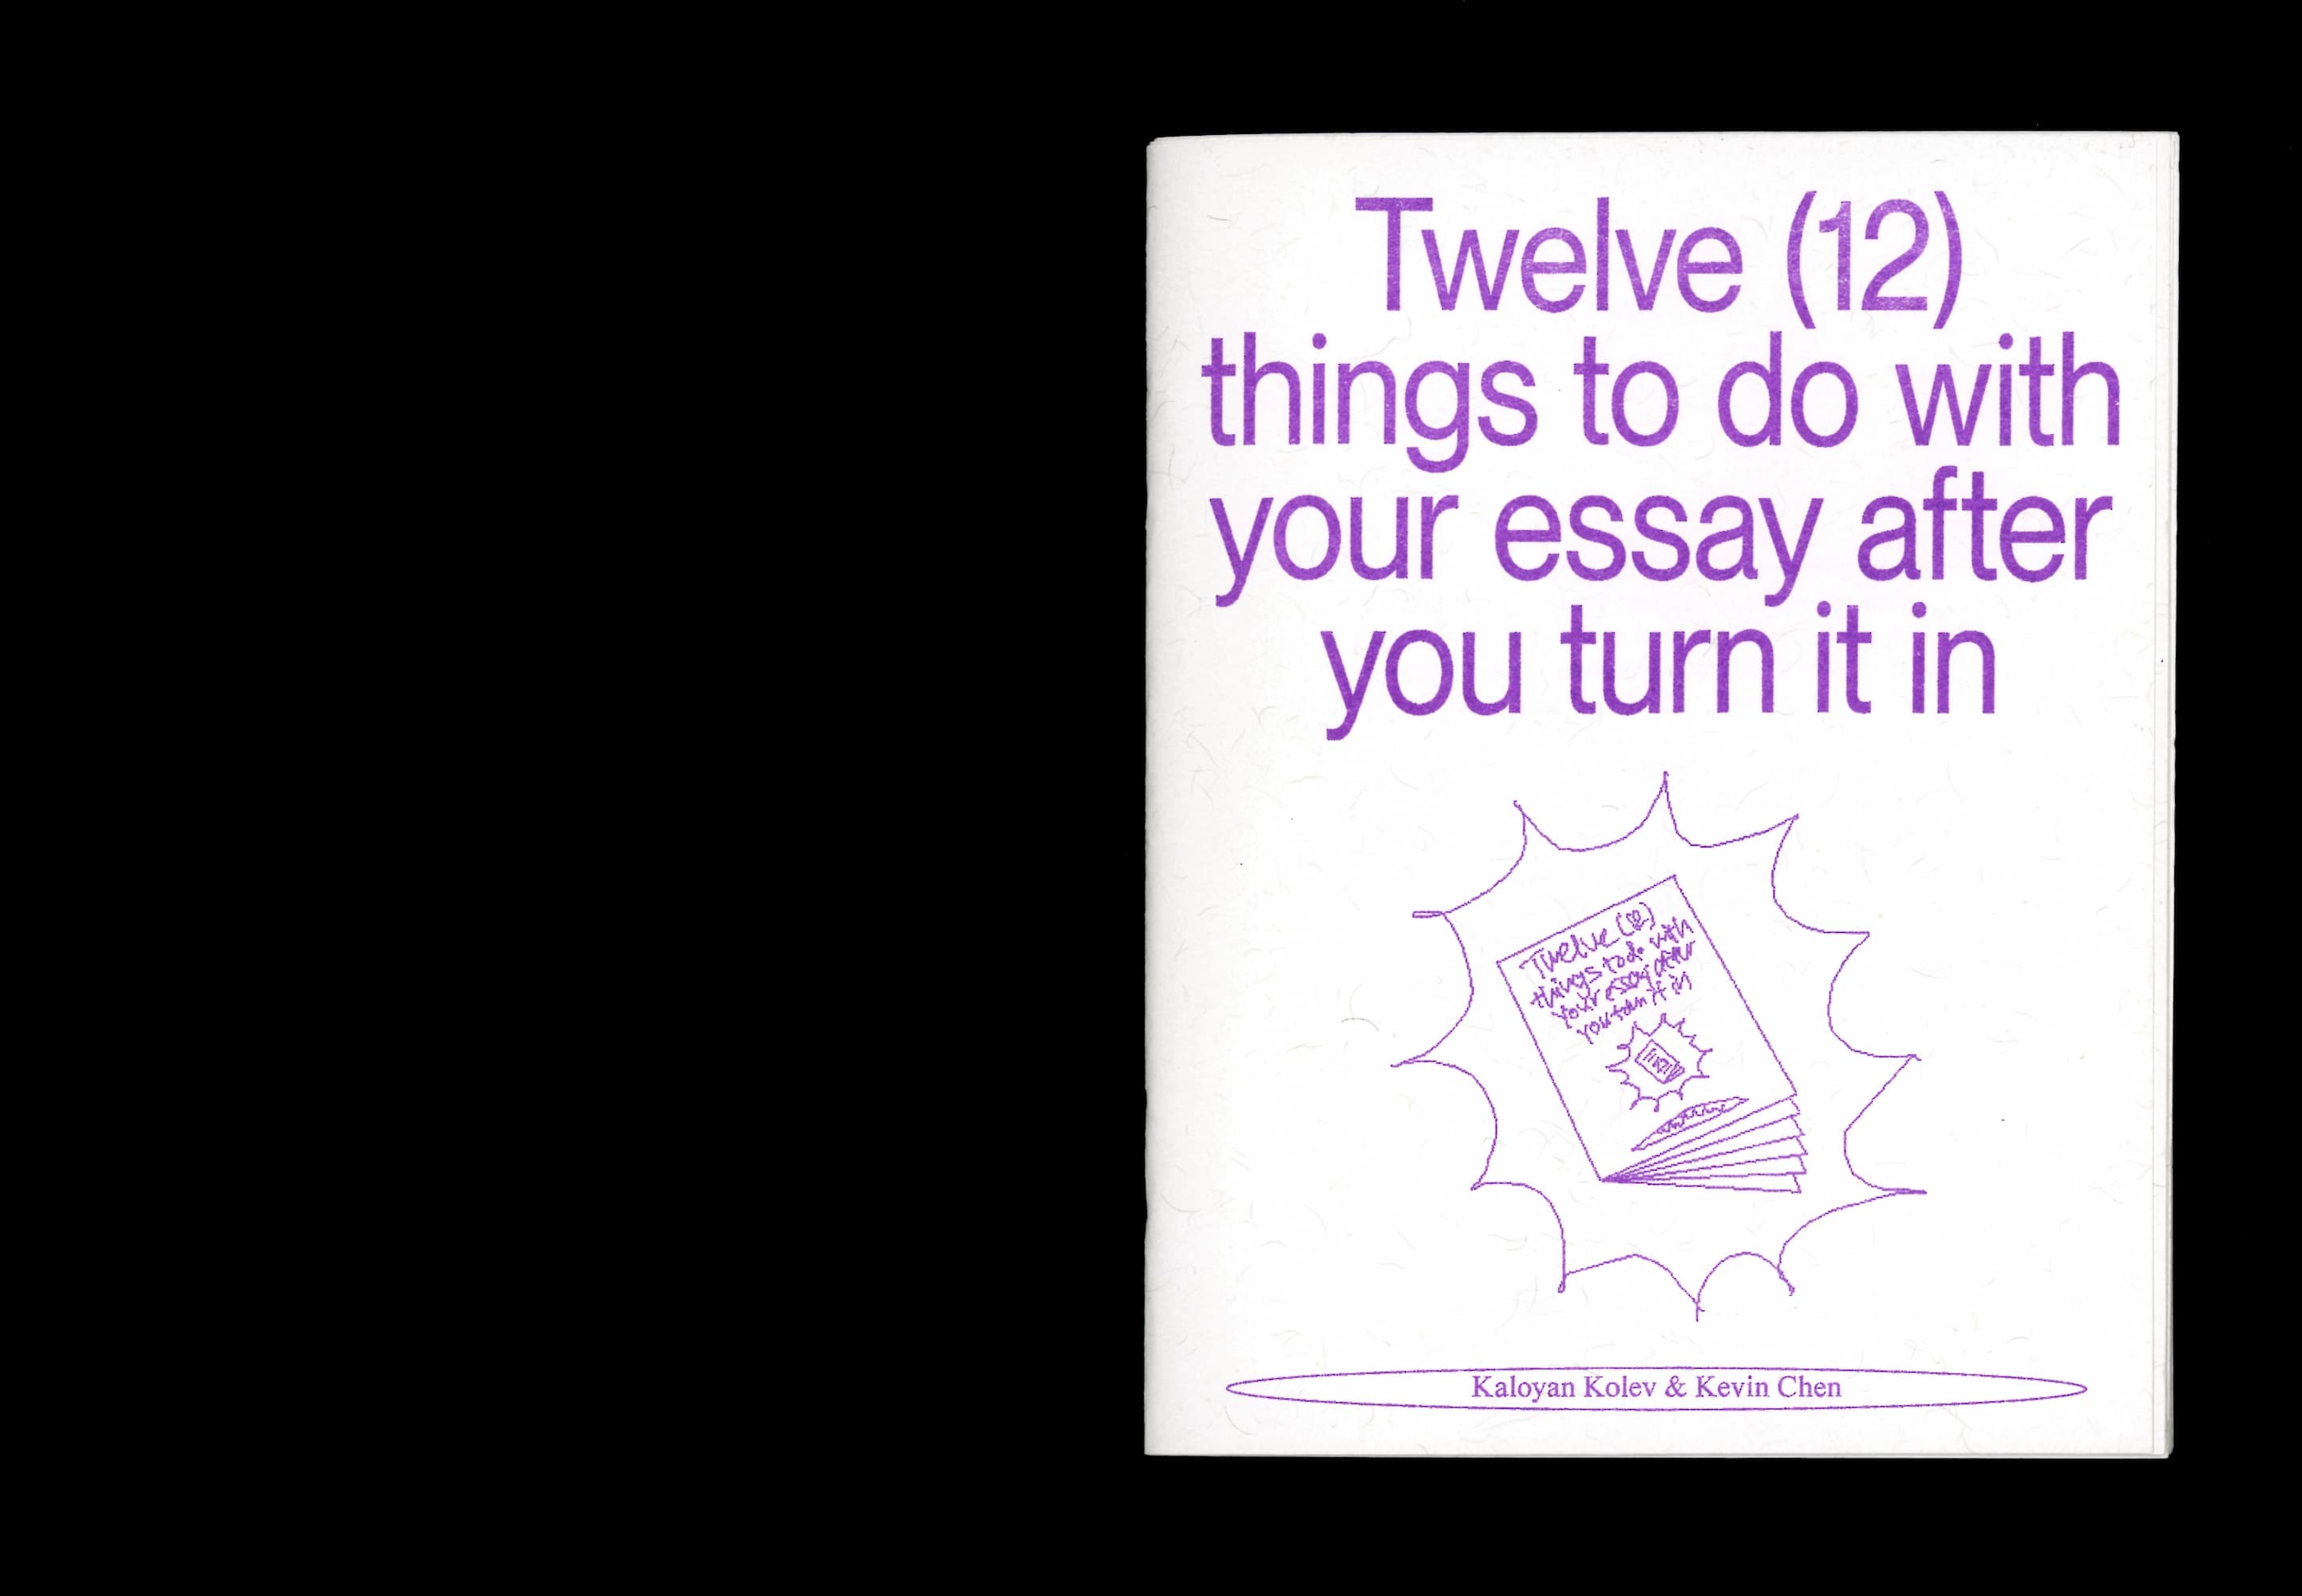 Twelve (12)
things to do with
your essay after
you turn it in
Twelve
things to do with
your essay after
you turn it in
Kaloyan Kolev & Kevin Chen